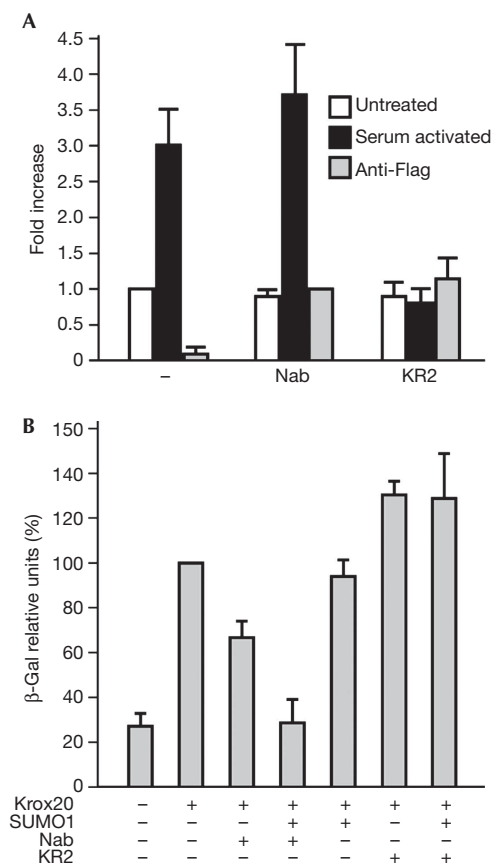 A
4.5
4.0
3.5
3.0
2.5
2.0
1.5
1.0
0.5
0
Fold increase
Untreated
Serum activated
Anti-Flag
– Nab KR2
B
150
140
120
100
80
60
40
20
0
β-Gal relative units (%)
Krox20 – + + + + + +
SUMO1 – – – + + – +
Nab – – + + – – –
KR2 – – – – – + +